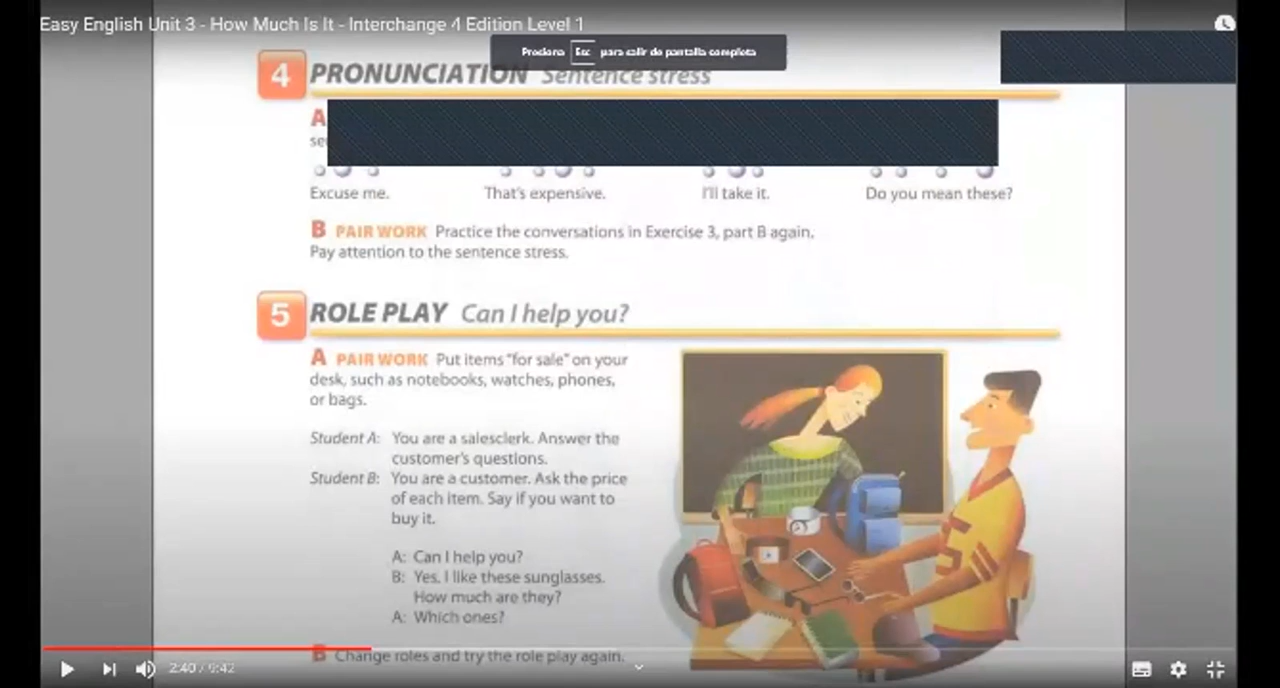 Easy English Unit 3 - How Much Is It - Interchange 4 Edition Level 1
Presiona Esc para salir de pantalla completa
4 PRONUNCIATION Sentence stress
A
Excuse me. That's expensive. I'll take it. Do you mean these?
B PAIR WORK Practice the conversations in Exercise 3, part B again.
Pay attention to the sentence stress.
5 ROLE PLAY Can I help you?
A PAIR WORK Put items "for sale" on your
desk, such as notebooks, watches, phones,
or bags.
Student A: You are a salesclerk. Answer the
customer's questions.
Student B: You are a customer. Ask the price
of each item. Say if you want to
buy it.
A: Can I help you?
B: Yes. I like these sunglasses.
How much are they?
A: Which ones?
B Change roles and try the role play again.
2:40 / 9:42